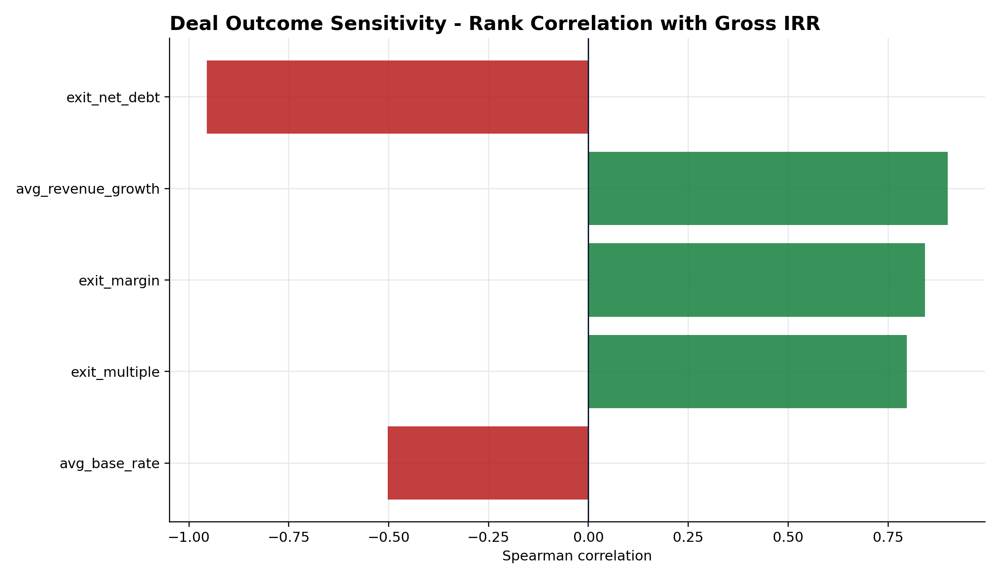 Deal Outcome Sensitivity - Rank Correlation with Gross IRR
exit_net_debt
avg_revenue_growth
exit_margin
exit_multiple
avg_base_rate
−1.00 −0.75 −0.50 −0.25 0.00 0.25 0.50 0.75
Spearman correlation